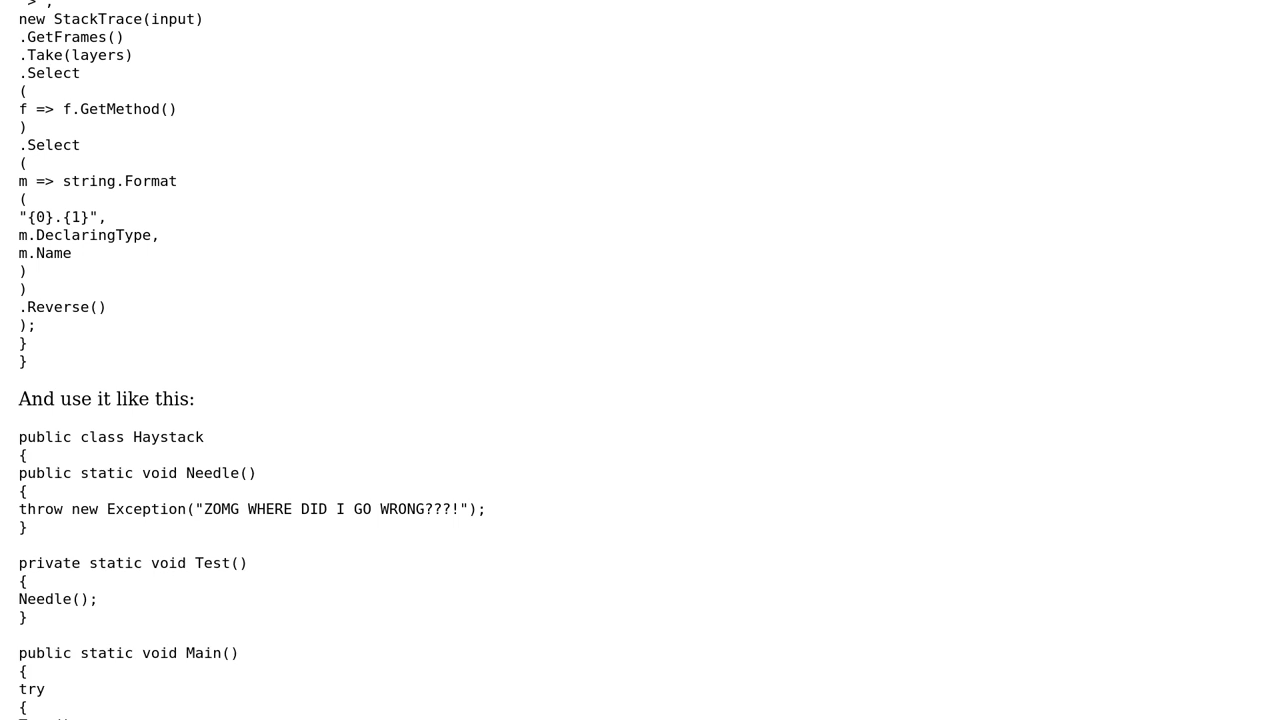 new StackTrace(input)
.GetFrames()
.Take(layers)
.Select
(
f => f.GetMethod()
)
.Select
(
m => string.Format
(
"{0}.{1}",
m.DeclaringType,
m.Name
)
)
.Reverse()
);
}
}
And use it like this:
public class Haystack
{
public static void Needle()
{
throw new Exception("ZOMG WHERE DID I GO WRONG???!");
}
private static void Test()
{
Needle();
}
public static void Main()
{
try
{